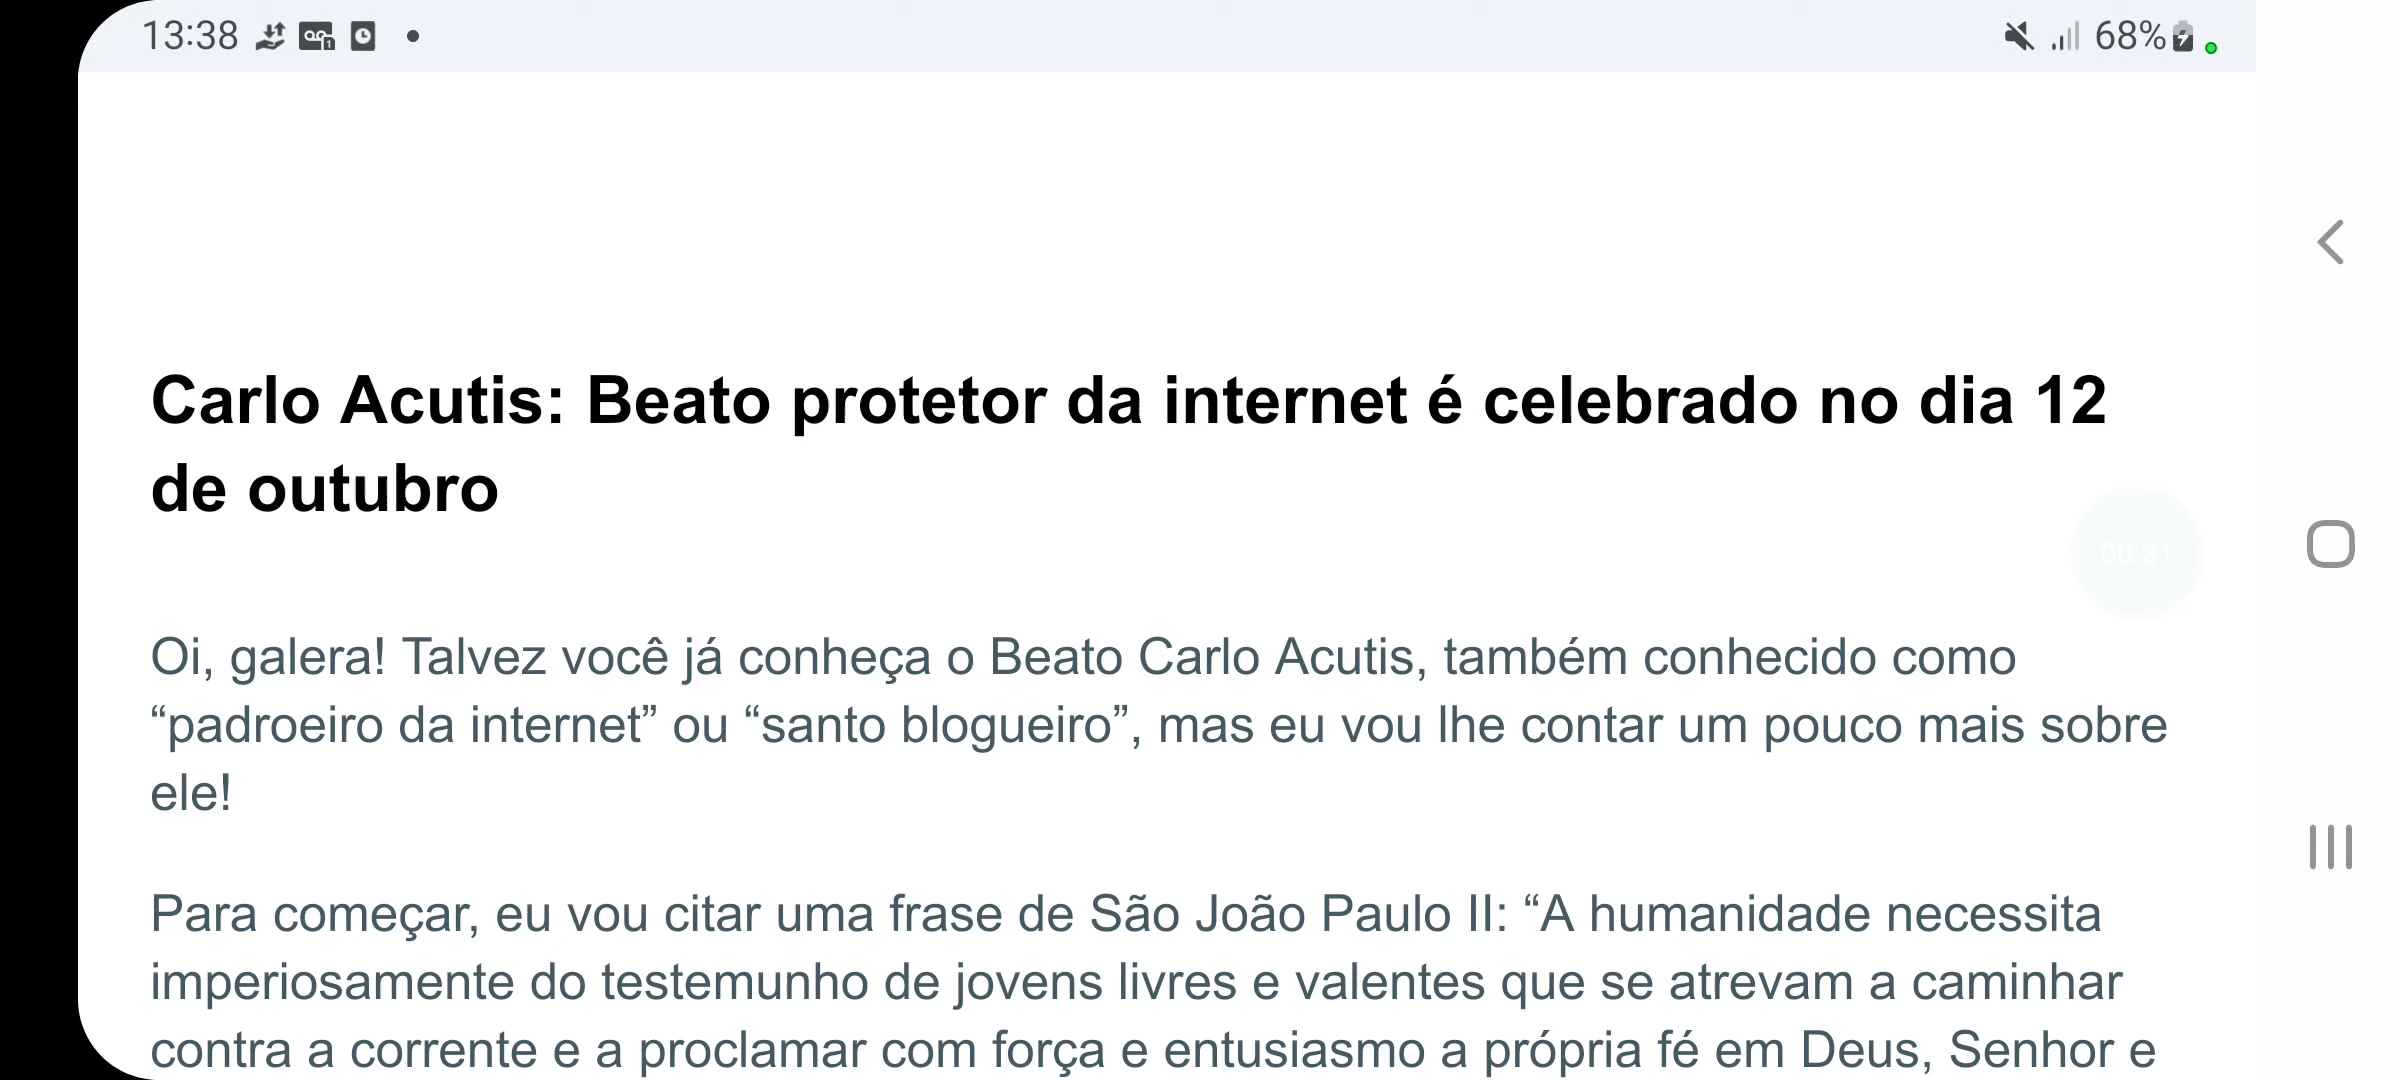 13:38
68%
Carlo Acutis: Beato protetor da internet é celebrado no dia 12
de outubro
00:31
Oi, galera! Talvez você já conheça o Beato Carlo Acutis, também conhecido como
“padroeiro da internet” ou “santo blogueiro”, mas eu vou lhe contar um pouco mais sobre
ele!
Para começar, eu vou citar uma frase de São João Paulo II: “A humanidade necessita
imperiosamente do testemunho de jovens livres e valentes que se atrevam a caminhar
contra a corrente e a proclamar com força e entusiasmo a própria fé em Deus, Senhor e